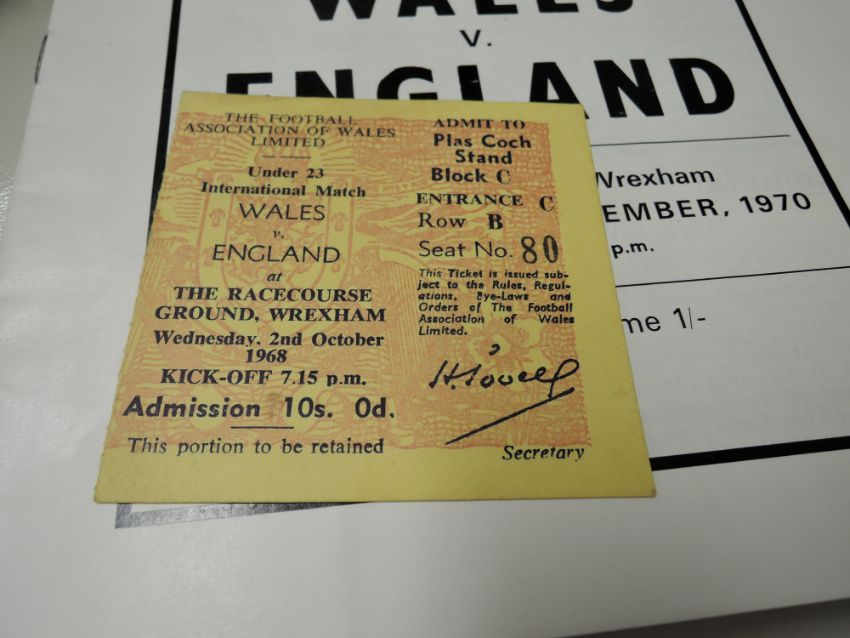 WALES
V.
ENGLAND
Wrexham
EMBER, 1970
p.m.
me 1/-
THE FOOTBALL
ASSOCIATION OF WALES
LIMITED
Under 23
International Match
WALES
v.
ENGLAND
at
THE RACECOURSE
GROUND, WREXHAM
Wednesday, 2nd October
1968
KICK-OFF 7.15 p.m.
Admission 10s. 0d.
This portion to be retained
ADMIT TO
Plas Coch
Stand
Block C
ENTRANCE C
Row B
Seat No. 80
This Ticket is issued sub-
ject to the Rules, Regul-
ations, Bye-Laws and
Orders of The Football
Association of Wales
Limited.
Secretary